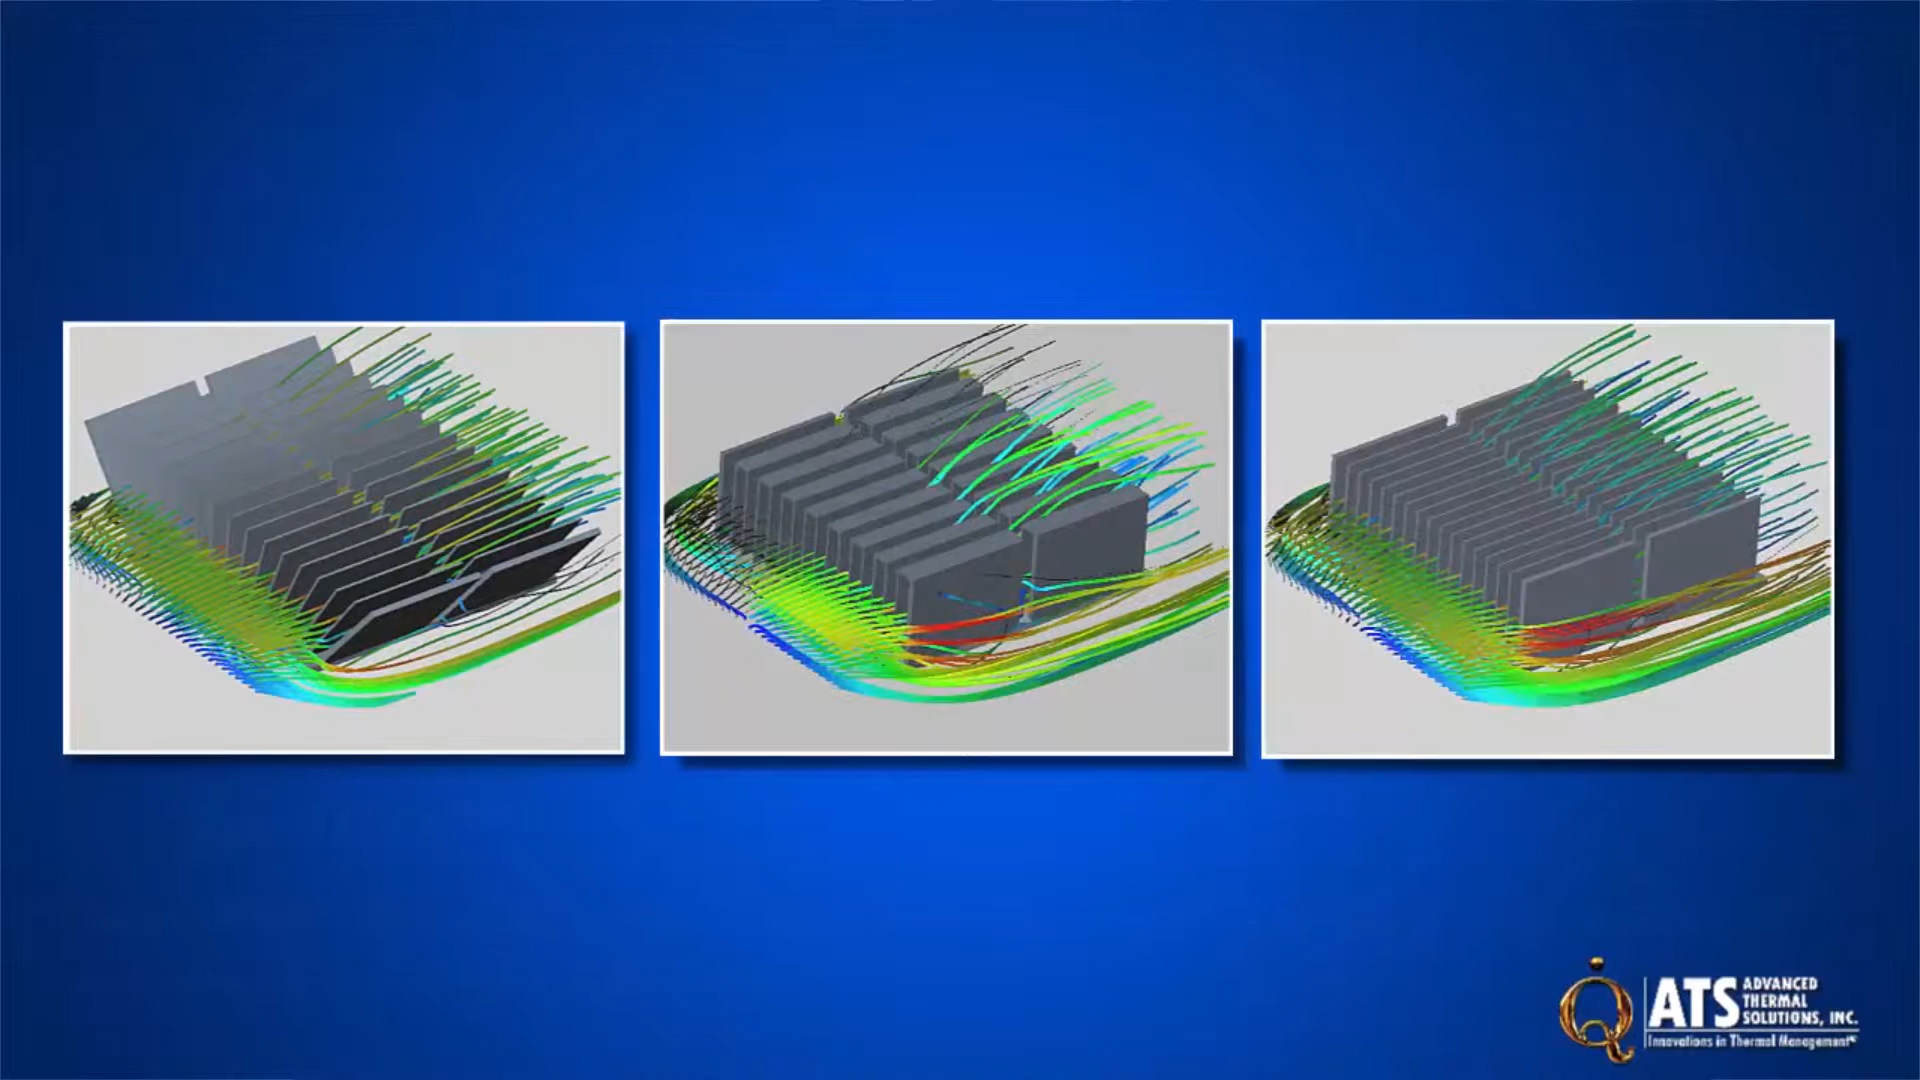 ATS ADVANCED
THERMAL
SOLUTIONS, INC.
Innovations in Thermal Management®